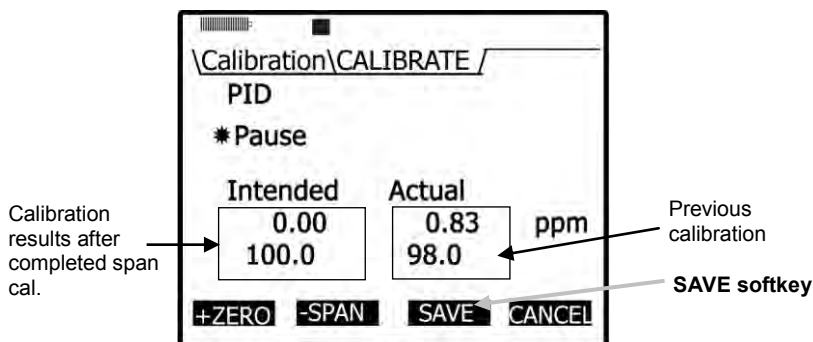 \Calibration\CALIBRATE /
PID
✷Pause
Intended Actual
0.00 0.83 ppm
100.0 98.0
+ZERO -SPAN SAVE CANCEL
Calibration
results after
completed span
cal.
Previous
calibration
SAVE softkey